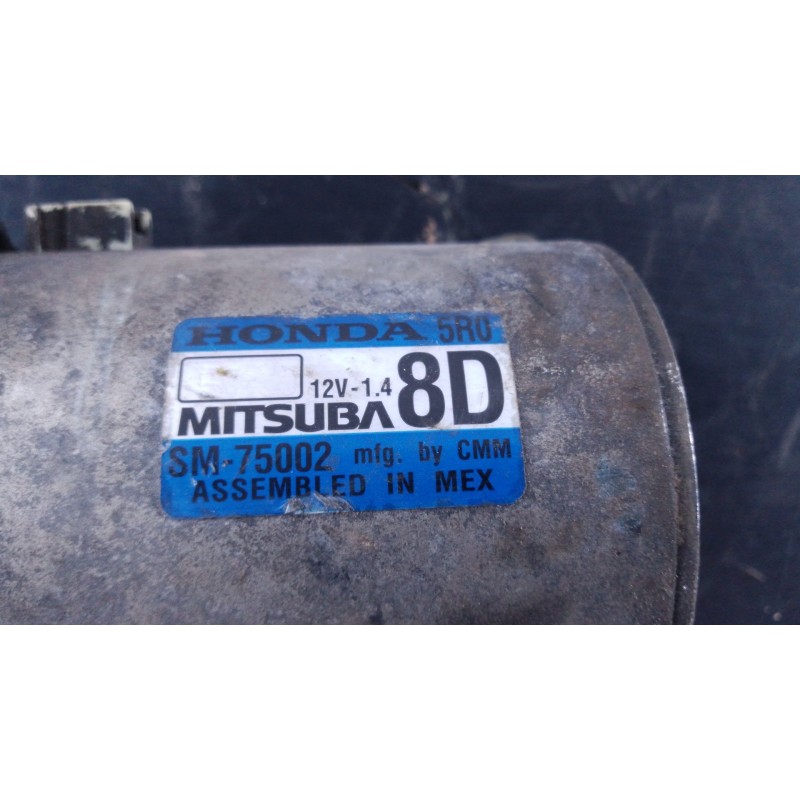 HONDA 5R0
12V-1.4 8D
MITSUBA
SM-75002 mfg. by CMM
ASSEMBLED IN MEX